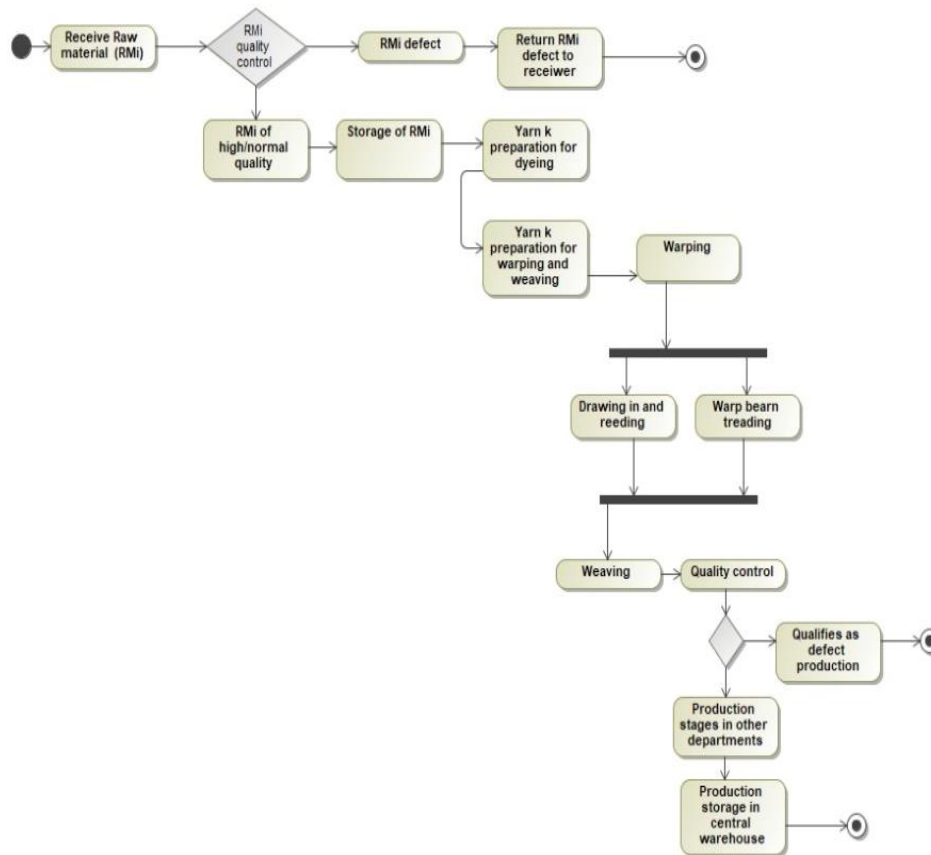 Receive Raw
material (RMi)
RMi
quality
control
RMi defect
Return RMi
defect to
receiwer
RMi of
high/normal
quality
Storage of RMi
Yarn k
preparation for
dyeing
Yarn k
preparation for
warping and
weaving
Warping
Drawing in and
reeding
Warp bearn
treading
Weaving
Quality control
Qualifies as
defect
production
Production
stages in other
departments
Production
storage in
central
warehouse